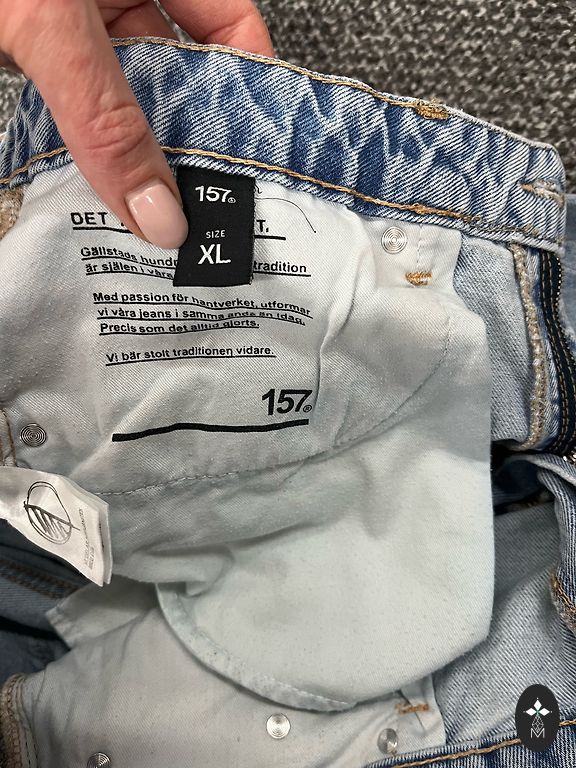 157®
SIZE
XL
DET T.
Gällstads hund tradition
är själen i våra
Med passion för hantverket, utformar
vi våra jeans i samma anda än idag.
Precis som det alltid gjorts.
Vi bär stolt traditionen vidare.
157®
M